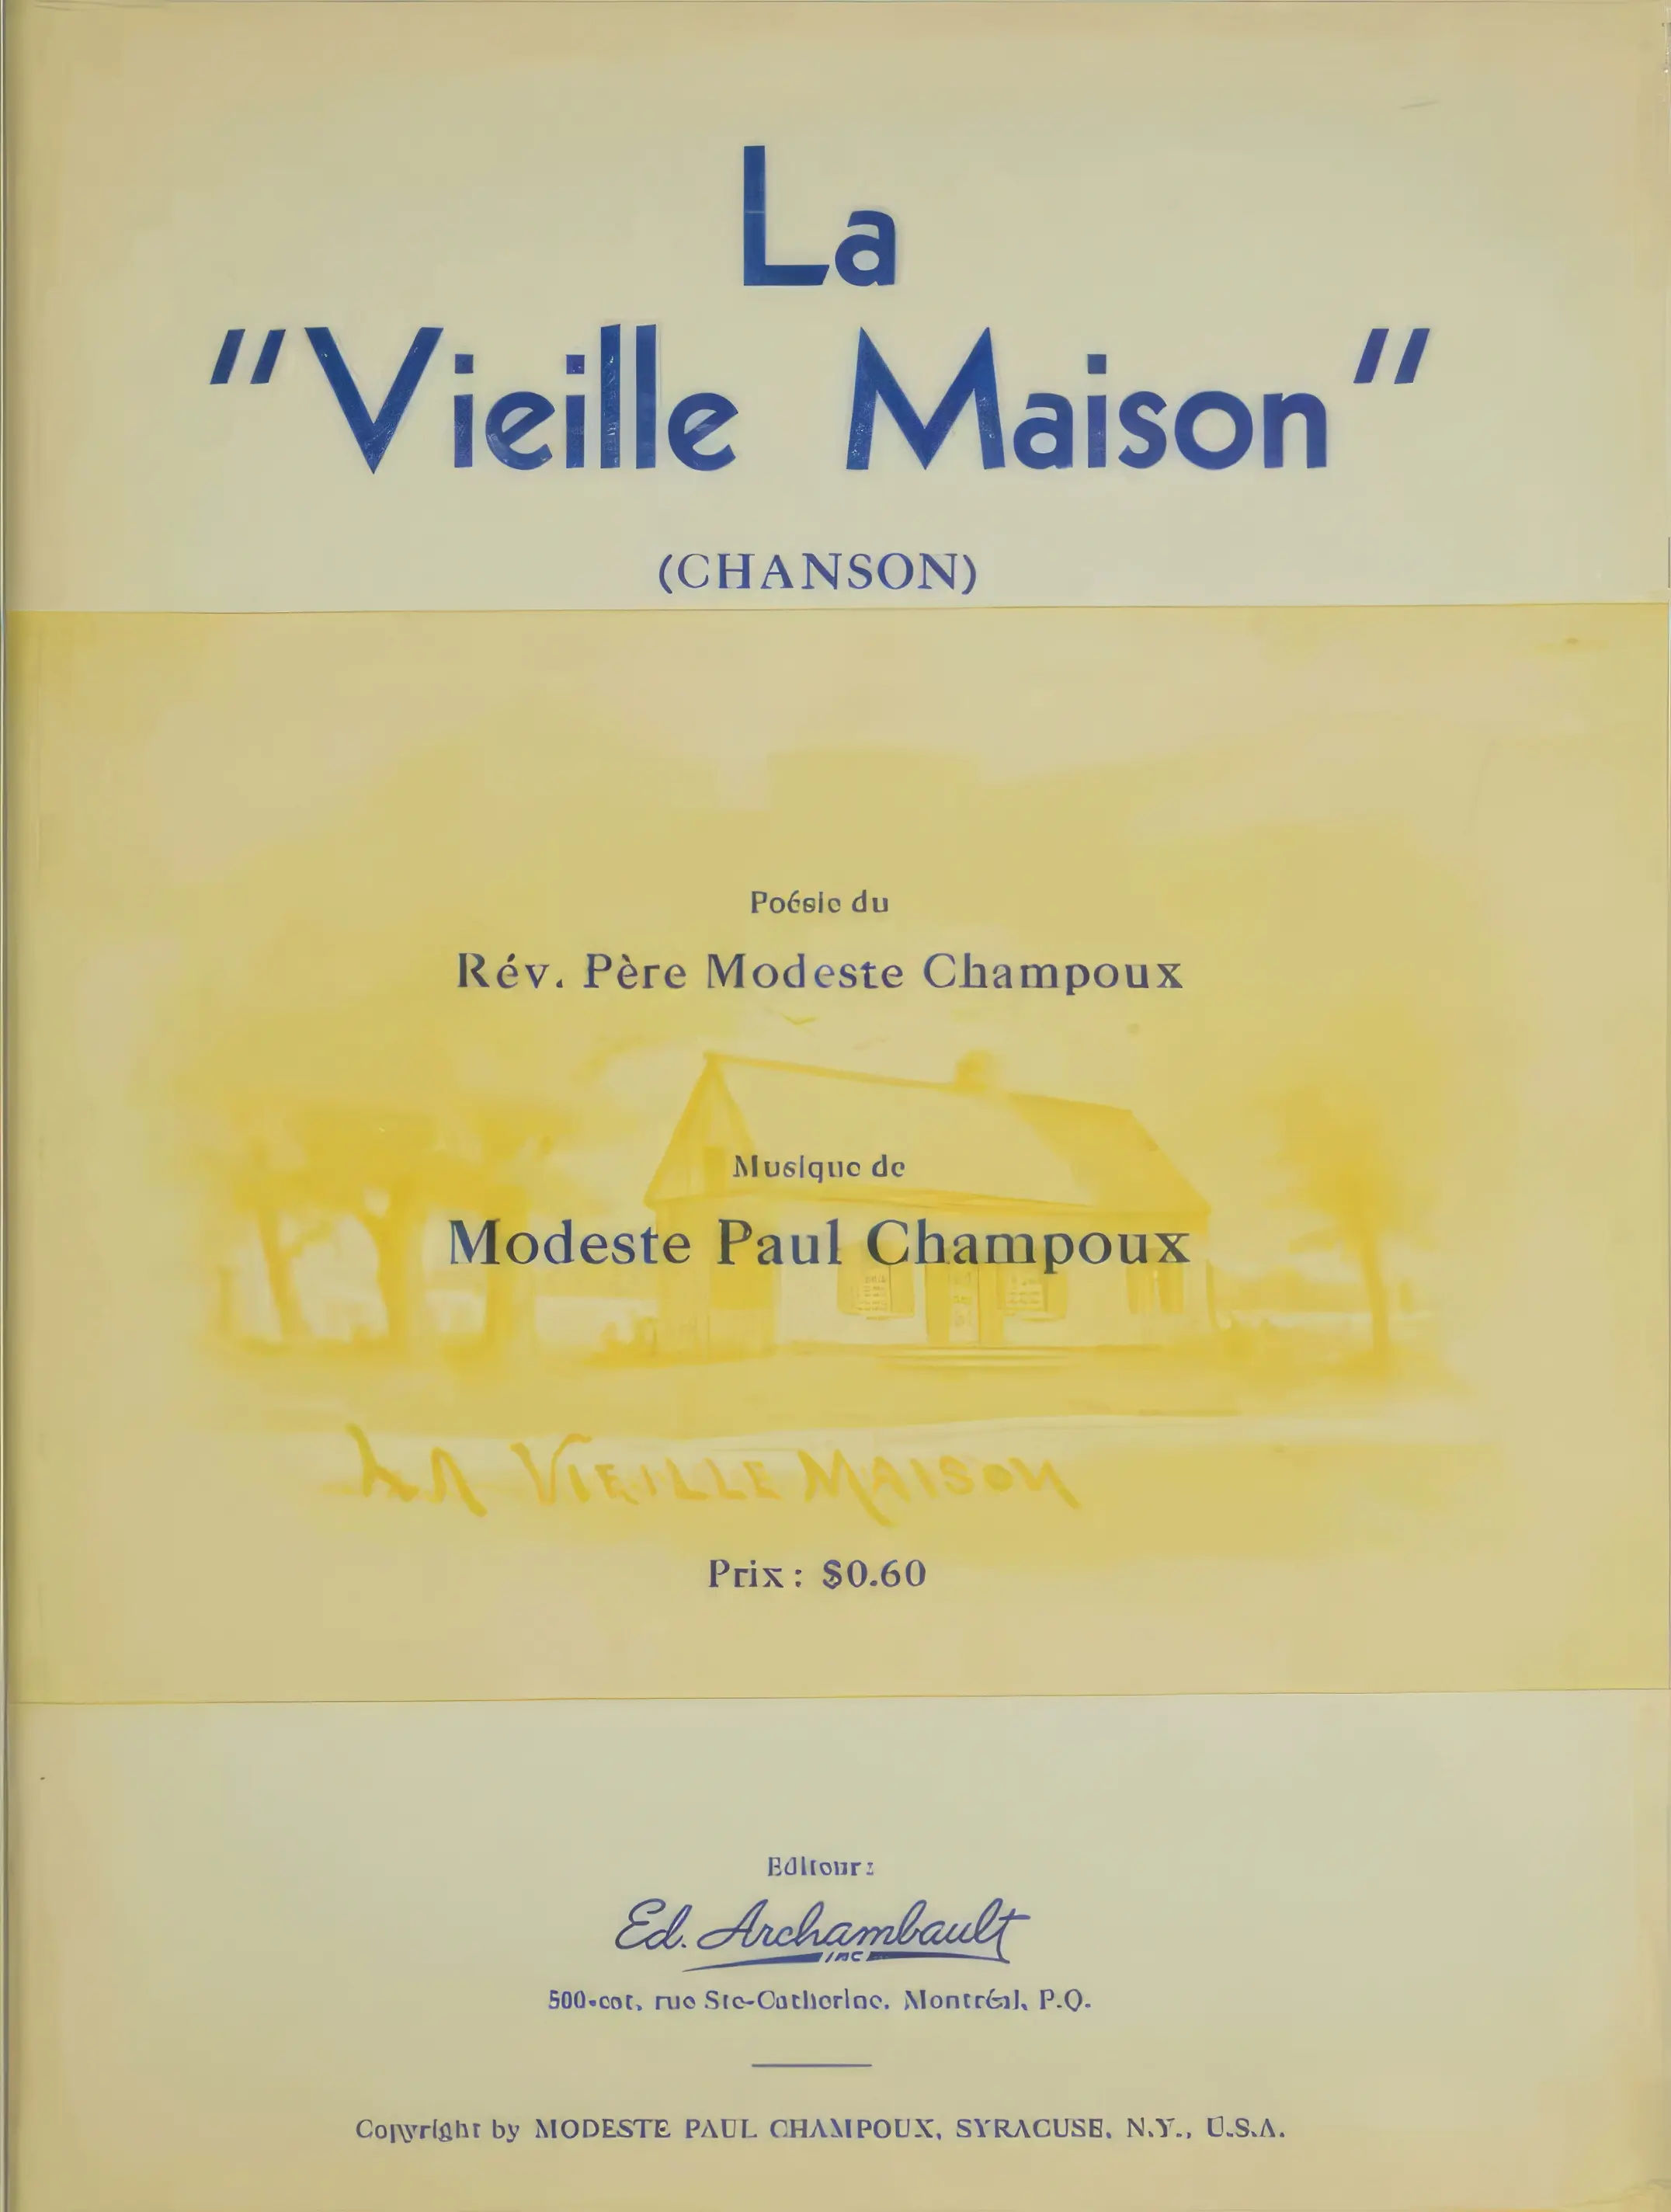 La
"Vieille Maison"
(CHANSON)
Poésie du
Rév. Père Modeste Champoux
Musique de
Modeste Paul Champoux
LA VIEILLE MAISON
Prix : $0.60
Editeur :
Ed. Archambault
INC
500-est, rue Ste-Catherine, Montréal, P.Q.
Copyright by MODESTE PAUL CHAMPOUX, SYRACUSE, N.Y., U.S.A.